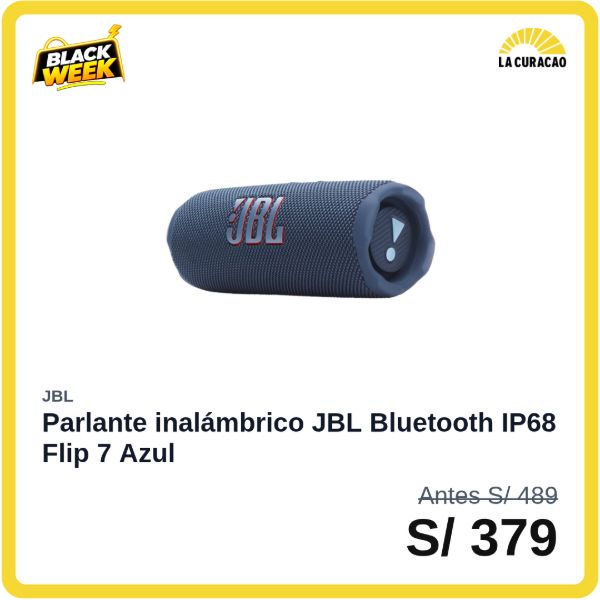 BLACK
WEEK
LA CURACAO
JBL
JBL
Parlante inalámbrico JBL Bluetooth IP68
Flip 7 Azul
Antes S/ 489
S/ 379